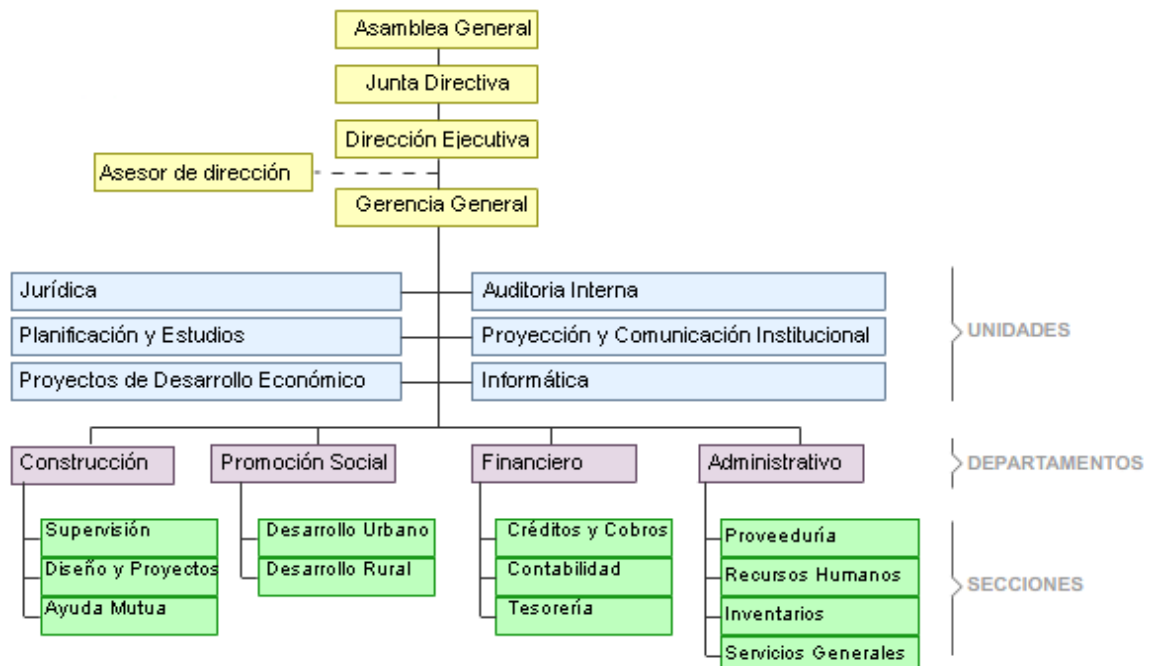 Asamblea General
Junta Directiva
Dirección Ejecutiva
Asesor de dirección
Gerencia General
Jurídica
Auditoria Interna
Planificación y Estudios
Proyección y Comunicación Institucional
UNIDADES
Proyectos de Desarrollo Económico
Informática
Construcción
Promoción Social
Financiero
Administrativo
DEPARTAMENTOS
Supervisión
Diseño y Proyectos
Ayuda Mutua
Desarrollo Urbano
Desarrollo Rural
Créditos y Cobros
Contabilidad
Tesorería
Proveeduría
Recursos Humanos
Inventarios
Servicios Generales
SECCIONES